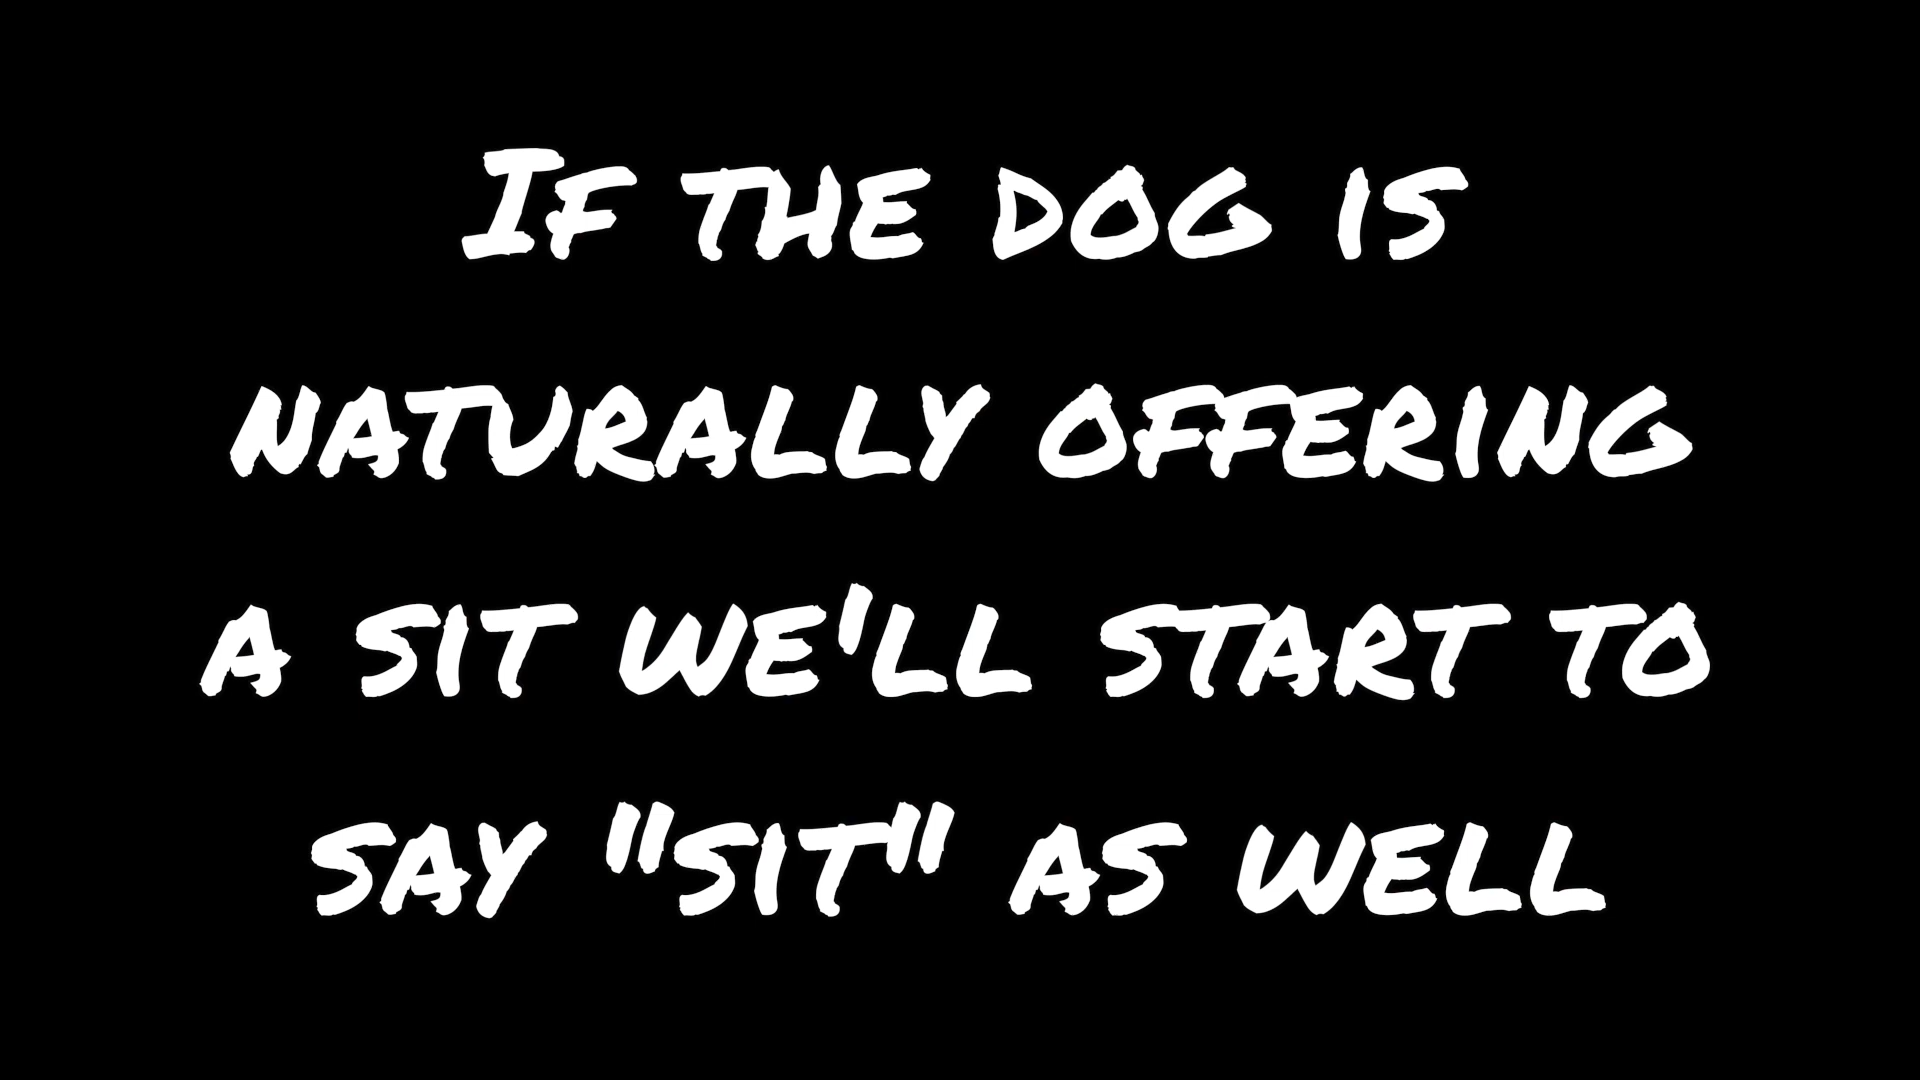 If the dog is
naturally offering
a sit we'll start to
say "sit" as well